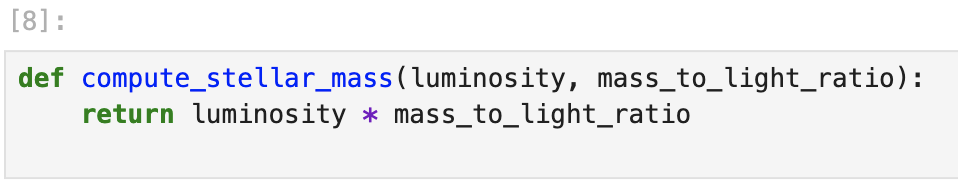 [8]:
def compute_stellar_mass(luminosity, mass_to_light_ratio):
    return luminosity * mass_to_light_ratio